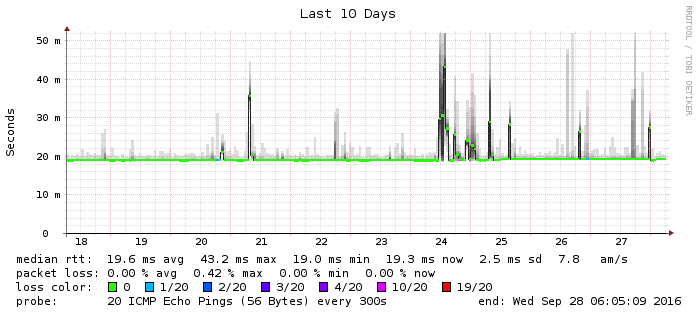 Last 10 Days
RRDTOOL / TOBI OETIKER
Seconds
50 m
40 m
30 m
20 m
10 m
0
18 19 20 21 22 23 24 25 26 27
median rtt: 19.6 ms avg 43.2 ms max 19.0 ms min 19.3 ms now 2.5 ms sd 7.8 am/s
packet loss: 0.00 % avg 0.42 % max 0.00 % min 0.00 % now
loss color: 0 1/20 2/20 3/20 4/20 10/20 19/20
probe: 20 ICMP Echo Pings (56 Bytes) every 300s end: Wed Sep 28 06:05:09 2016